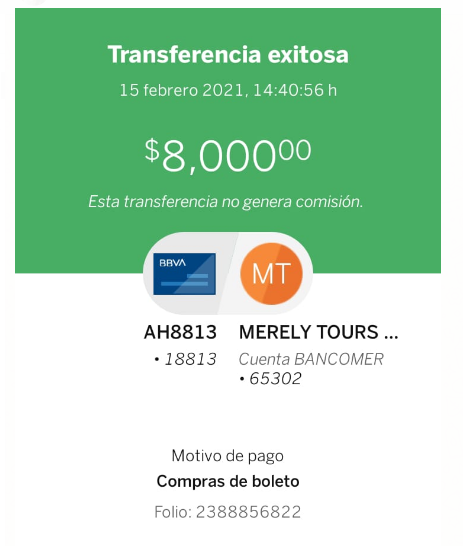 Transferencia exitosa
15 febrero 2021, 14:40:56 h
$8,000⁰⁰
Esta transferencia no genera comisión.
BBVA
MT
AH8813
• 18813
MERELY TOURS ...
Cuenta BANCOMER
• 65302
Motivo de pago
Compras de boleto
Folio: 2388856822